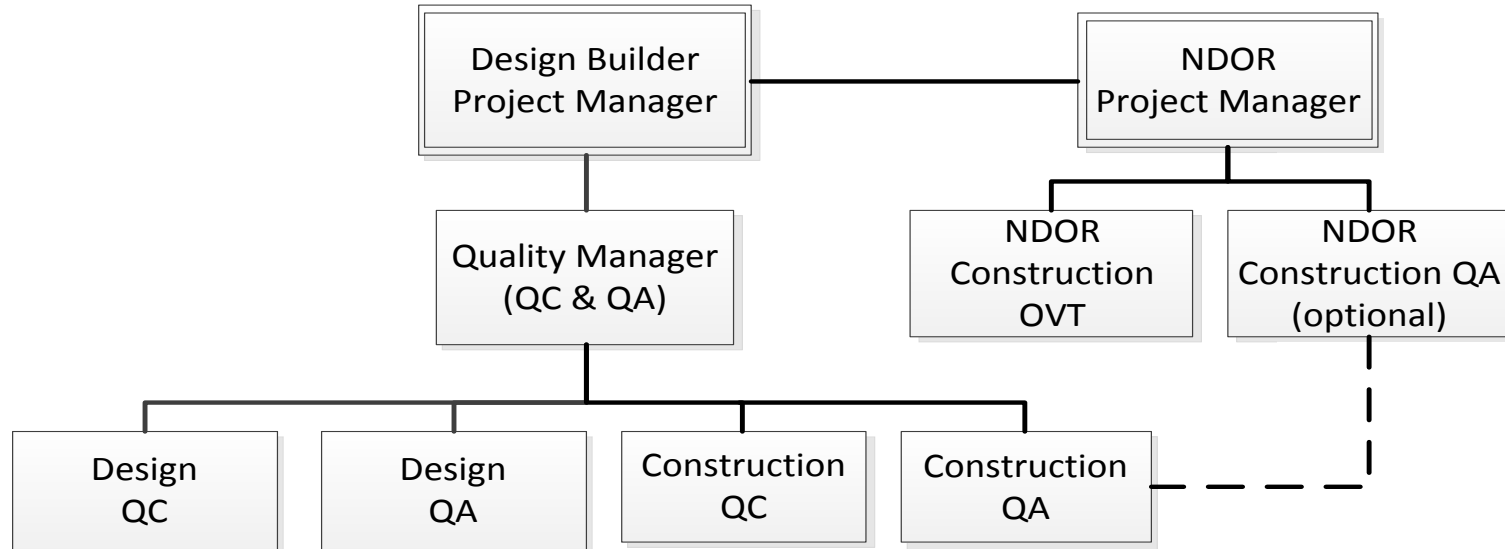 Design Builder
Project Manager
NDOR
Project Manager
Quality Manager
(QC & QA)
NDOR
Construction
OVT
NDOR
Construction QA
(optional)
Design
QC
Design
QA
Construction
QC
Construction
QA